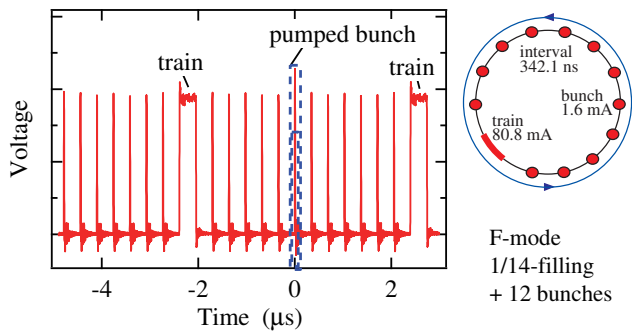 pumped bunch
train
train
Voltage
-4
-2
0
2
Time (μs)
interval
342.1 ns
bunch
1.6 mA
train
80.8 mA
F-mode
1/14-filling
+ 12 bunches